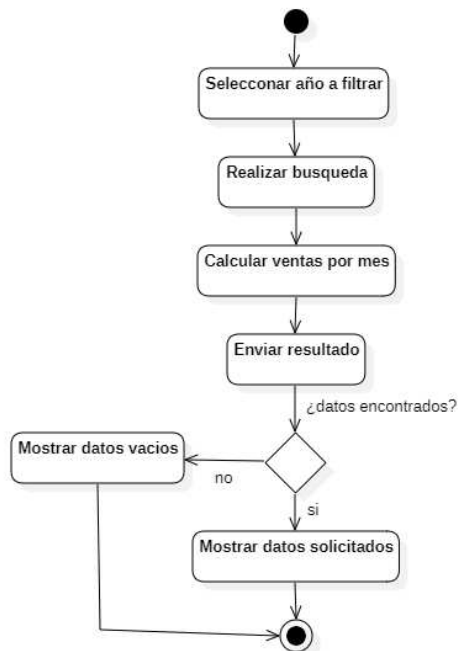 Selecconar año a filtrar
Realizar busqueda
Calcular ventas por mes
Enviar resultado
¿datos encontrados?
Mostrar datos vacios
no
si
Mostrar datos solicitados